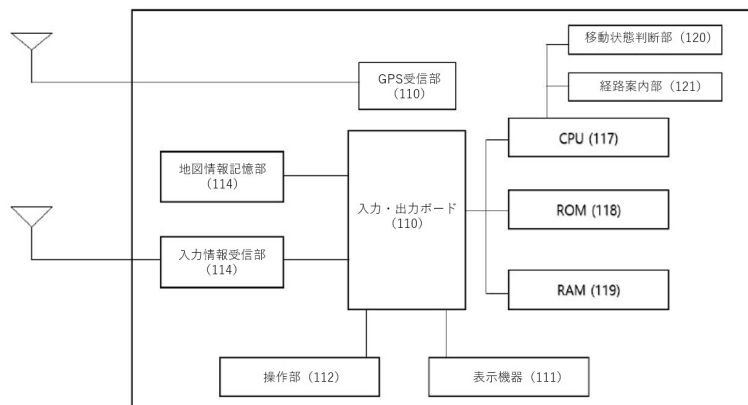 移動状態判断部（120）
GPS受信部
（110）
経路案内部（121）
CPU (117)
地図情報記憶部
（114）
入力・出力ボード
（110）
ROM (118)
入力情報受信部
（114）
RAM (119)
操作部（112）
表示機器（111）